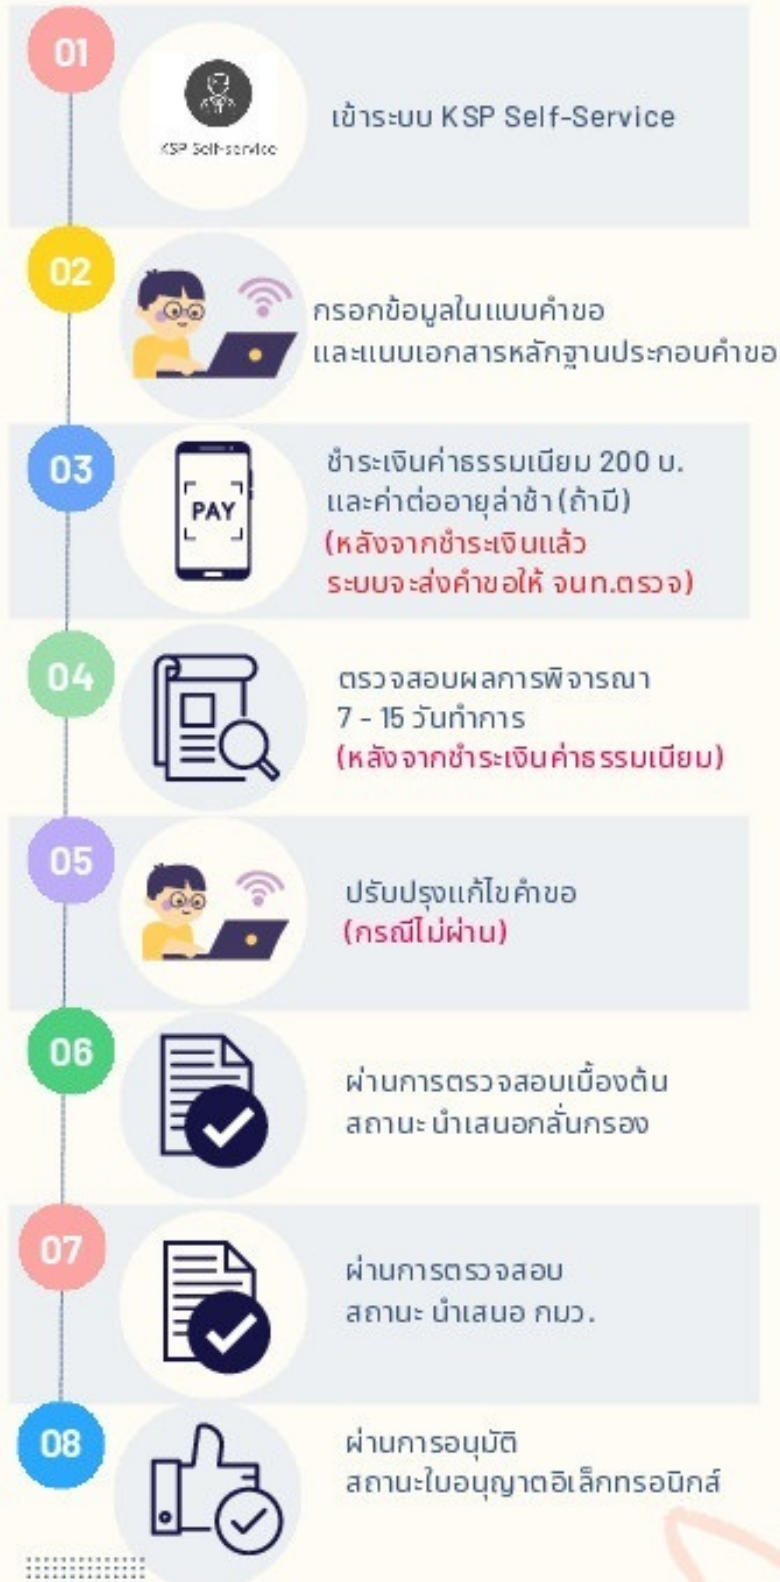 01
KSP Self-service
เข้าระบบ KSP Self-Service
02
กรอกข้อมูลในแบบคำขอ
และแนบเอกสารหลักฐานประกอบคำขอ
03
PAY
ชำระเงินค่าธรรมเนียม 200 บ.
และค่าต่ออายุล่าช้า (ถ้ามี)
(หลังจากชำระเงินแล้ว
ระบบจะส่งคำขอให้ จนท.ตรวจ)
04
ตรวจสอบผลการพิจารณา
7 - 15 วันทำการ
(หลังจากชำระเงินค่าธรรมเนียม)
05
ปรับปรุงแก้ไขคำขอ
(กรณีไม่ผ่าน)
06
ผ่านการตรวจสอบเบื้องต้น
สถานะ นำเสนอกลั่นกรอง
07
ผ่านการตรวจสอบ
สถานะ นำเสนอ กมว.
08
ผ่านการอนุมัติ
สถานะใบอนุญาตอิเล็กทรอนิกส์